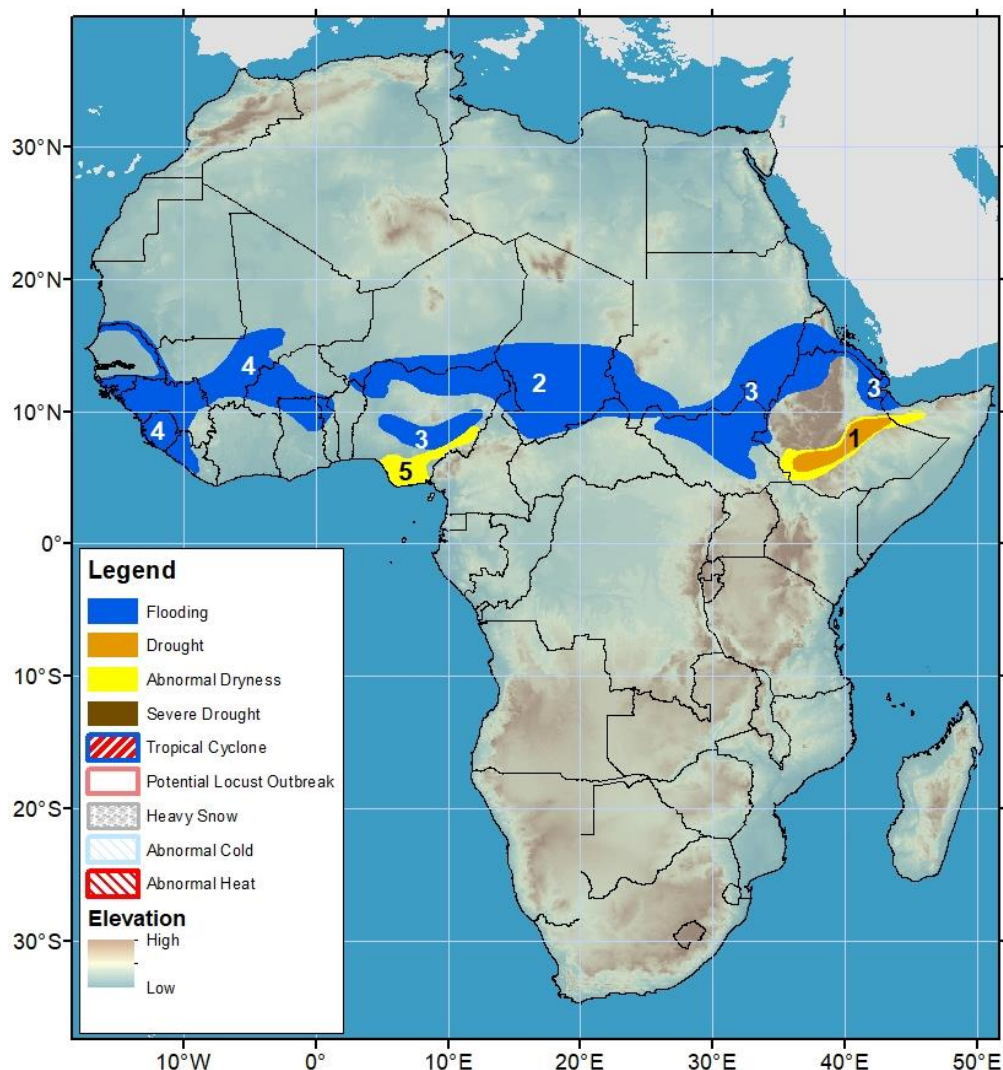 30°N
20°N
10°N
0°
10°S
20°S
30°S
4
4
2
3
3
3
1
5
Legend
Flooding
Drought
Abnormal Dryness
Severe Drought
Tropical Cyclone
Potential Locust Outbreak
Heavy Snow
Abnormal Cold
Abnormal Heat
Elevation
High
Low
10°W
0°
10°E
20°E
30°E
40°E
50°E